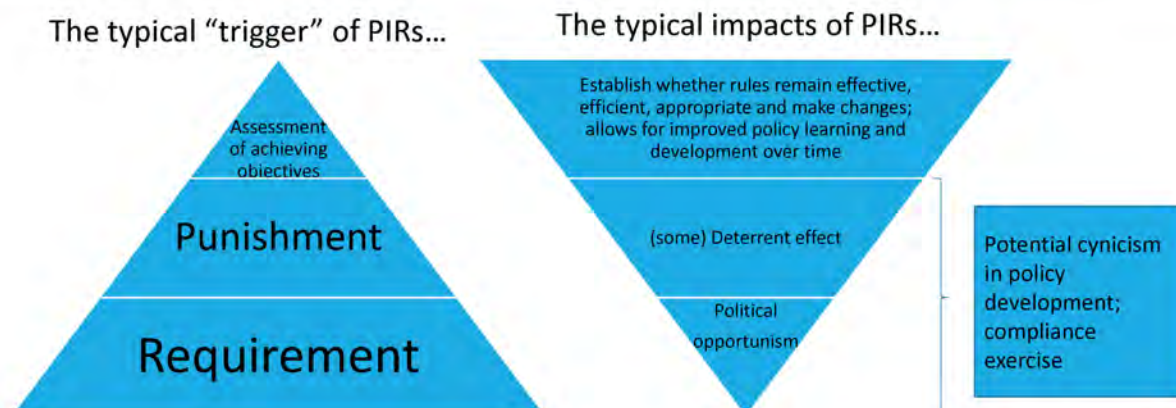 The typical “trigger” of PIRs…
Assessment
of achieving
objectives
Punishment
Requirement
The typical impacts of PIRs…
Establish whether rules remain effective,
efficient, appropriate and make changes;
allows for improved policy learning and
development over time
(some) Deterrent effect
Political
opportunism
Potential cynicism
in policy
development;
compliance
exercise